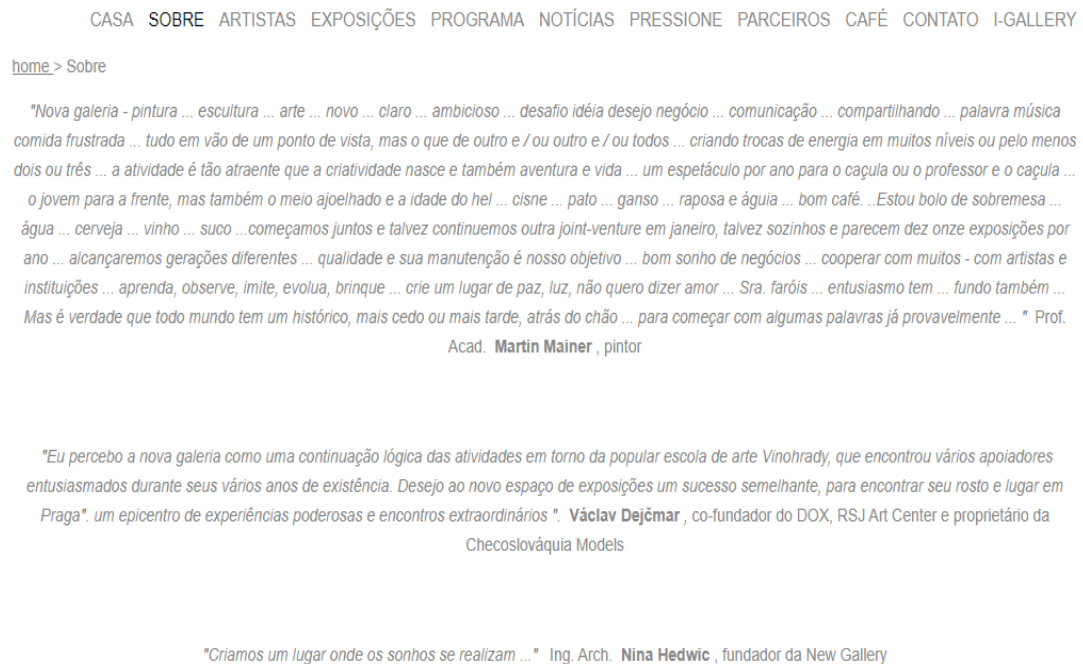 CASA SOBRE ARTISTAS EXPOSIÇÕES PROGRAMA NOTÍCIAS PRESSIONE PARCEIROS CAFÉ CONTATO I-GALLERY
home > Sobre
"Nova galeria - pintura ... escultura ... arte ... novo ... claro ... ambicioso ... desafio idéia desejo negócio ... comunicação ... compartilhando ... palavra música
comida frustrada ... tudo em vão de um ponto de vista, mas o que de outro e / ou outro e / ou todos ... criando trocas de energia em muitos níveis ou pelo menos
dois ou três ... a atividade é tão atraente que a criatividade nasce e também aventura e vida ... um espetáculo por ano para o caçula ou o professor e o caçula ...
o jovem para a frente, mas também o meio ajoelhado e a idade do hel ... cisne ... pato ... ganso ... raposa e águia ... bom café. ..Estou bolo de sobremesa ...
água ... cerveja ... vinho ... suco ...começamos juntos e talvez continuemos outra joint-venture em janeiro, talvez sozinhos e parecem dez onze exposições por
ano ... alcançaremos gerações diferentes ... qualidade e sua manutenção é nosso objetivo ... bom sonho de negócios ... cooperar com muitos - com artistas e
instituições ... aprenda, observe, imite, evolua, brinque ... crie um lugar de paz, luz, não quero dizer amor ... Sra. faróis ... entusiasmo tem ... fundo também ...
Mas é verdade que todo mundo tem um histórico, mais cedo ou mais tarde, atrás do chão ... para começar com algumas palavras já provavelmente ... " Prof.
Acad. Martin Mainer , pintor
"Eu percebo a nova galeria como uma continuação lógica das atividades em torno da popular escola de arte Vinohrady, que encontrou vários apoiadores
entusiasmados durante seus vários anos de existência. Desejo ao novo espaço de exposições um sucesso semelhante, para encontrar seu rosto e lugar em
Praga". um epicentro de experiências poderosas e encontros extraordinários ". Václav Dejčmar , co-fundador do DOX, RSJ Art Center e proprietário da
Checoslováquia Models
"Criamos um lugar onde os sonhos se realizam ..." Ing. Arch. Nina Hedwic , fundador da New Gallery